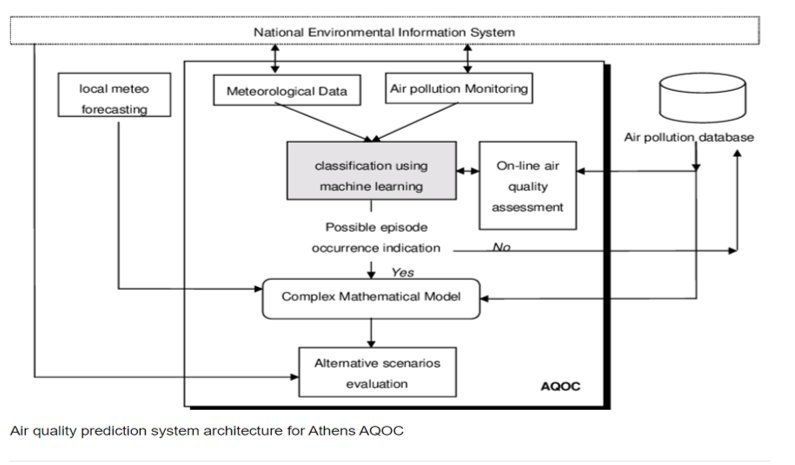 National Environmental Information System
local meteo
forecasting
Meteorological Data
Air pollution Monitoring
Air pollution database
classification using
machine learning
On-line air
quality
assessment
Possible episode
occurrence indication
No
Yes
Complex Mathematical Model
Alternative scenarios
evaluation
AQOC
Air quality prediction system architecture for Athens AQOC